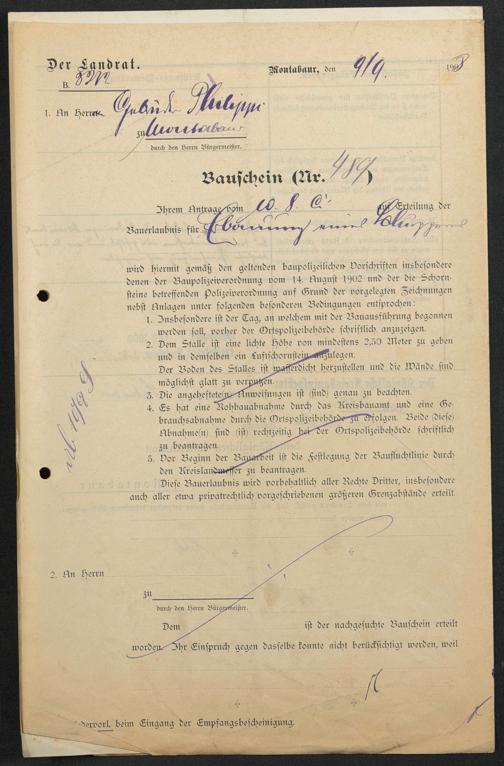 Der Landrat.
B. 3212
Montabaur, den 9/9. 1908
1. An Herrn Gebrüder Philippi
zu Montabaur
durch den Herrn Bürgermeister.
Bauschein (Nr. 489)
Ihrem Antrage vom 10. 8. auf Erteilung der
Bauerlaubnis für Erbauung eines Schuppens
wird hiermit gemäß den geltenden baupolizeilichen Vorschriften insbesondere
denen der Baupolizeiverordnung vom 14. August 1902 und der die Schorn-
steine betreffenden Polizeiverordnung auf Grund der vorgelegten Zeichnungen
nebst Anlagen unter folgenden besonderen Bedingungen entsprochen:
1. Insbesondere ist der Tag, an welchem mit der Bauausführung begonnen
werden soll, vorher der Ortspolizeibehörde schriftlich anzuzeigen.
2. Dem Stalle ist eine lichte Höhe von mindestens 2,50 Meter zu geben
und in demselben ein Luftschornstein anzulegen.
Der Boden des Stalles ist wasserdicht herzustellen und die Wände sind
möglichst glatt zu verputzen.
3. Die angeheftete(n) Anweisungen ist (sind) genau zu beachten.
4. Es hat eine Rohbauabnahme durch das Kreisbauamt und eine Ge-
brauchsabnahme durch die Ortspolizeibehörde zu erfolgen. Beide (diese)
Abnahme(n) sind (ist) rechtzeitig bei der Ortspolizeibehörde schriftlich
zu beantragen.
5. Vor Beginn der Bauarbeit ist die Festlegung der Baufluchtlinie durch
den Kreislandmesser zu beantragen.
Diese Bauerlaubnis wird vorbehaltlich aller Rechte Dritter, insbesondere
auch aller etwa privatrechtlich vorgeschriebenen größeren Grenzabstände erteilt.
2. An Herrn
zu
durch den Herrn Bürgermeister.
Dem ist der nachgesuchte Bauschein erteilt
worden. Ihr Einspruch gegen dasselbe konnte nicht berücksichtigt werden, weil
dervorl. beim Eingang der Empfangsbescheinigung.